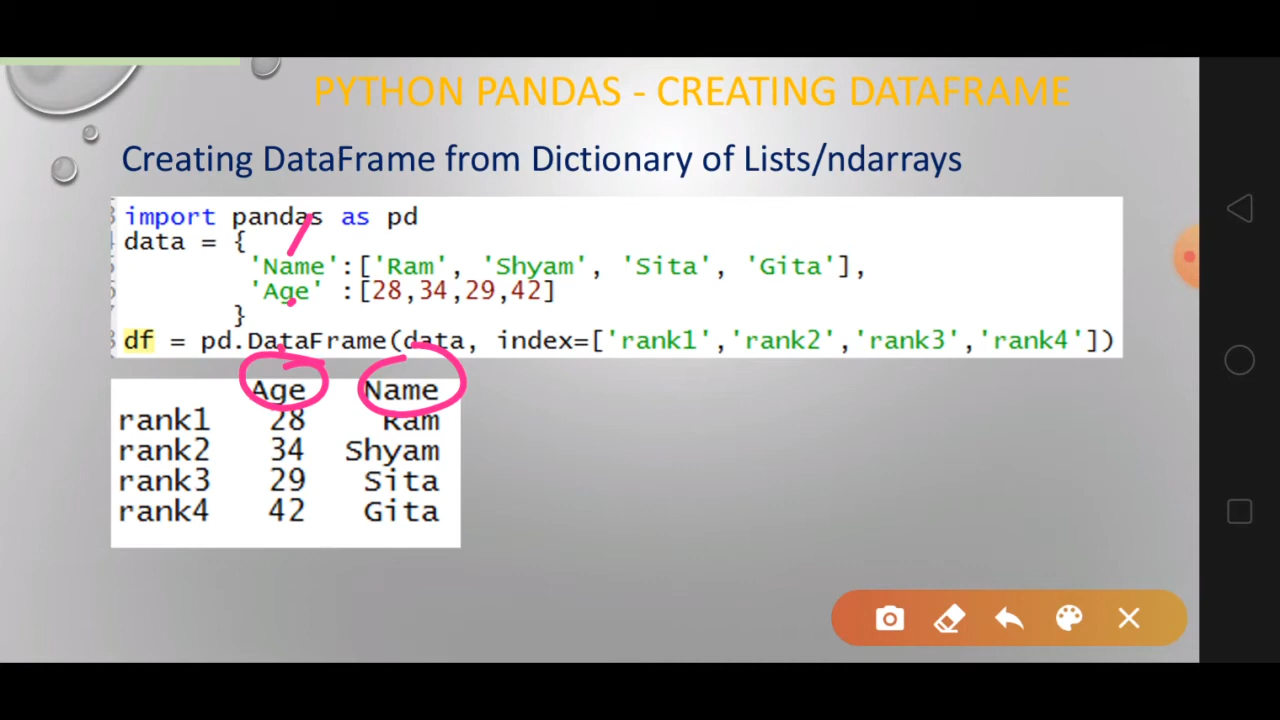 PYTHON PANDAS - CREATING DATAFRAME
Creating DataFrame from Dictionary of Lists/ndarrays
import pandas as pd
data = {
'Name':['Ram', 'Shyam', 'Sita', 'Gita'],
'Age' :[28,34,29,42]
}
df = pd.DataFrame(data, index=['rank1','rank2','rank3','rank4'])
Age Name
rank1 28 Ram
rank2 34 Shyam
rank3 29 Sita
rank4 42 Gita